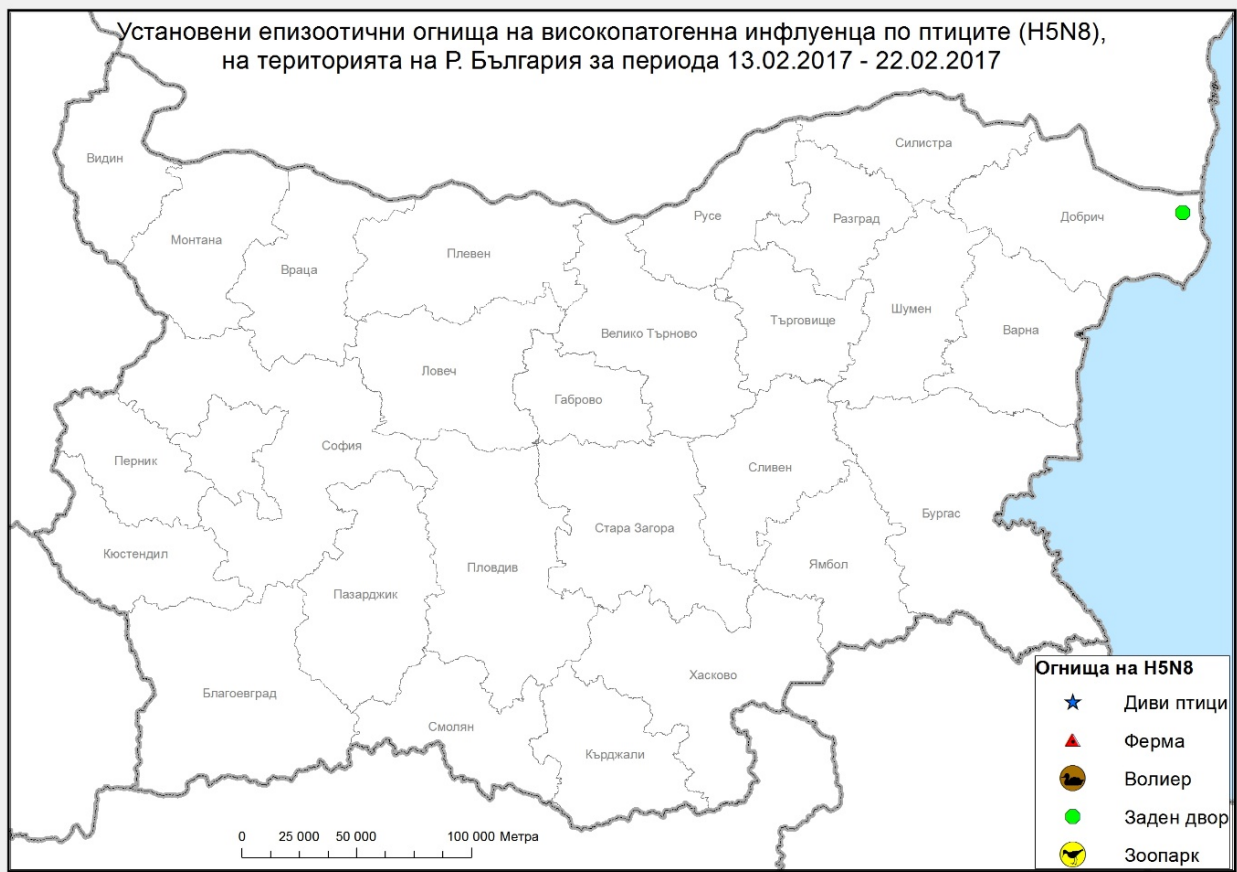 Установени епизоотични огнища на високопатогенна инфлуенца по птиците (H5N8),
на територията на Р. България за периода 13.02.2017 - 22.02.2017
Силистра
Видин
Русе
Разград
Добрич
Монтана
Плевен
Враца
Шумен
Търговище
Велико Търново
Варна
Ловеч
Габрово
София
Перник
Сливен
Бургас
Стара Загора
Кюстендил
Ямбол
Пловдив
Пазарджик
Хасково
Благоевград
Смолян
Кърджали
Огнища на H5N8
Диви птици
Ферма
Волиер
Заден двор
Зоопарк
0 25 000 50 000 100 000 Метра